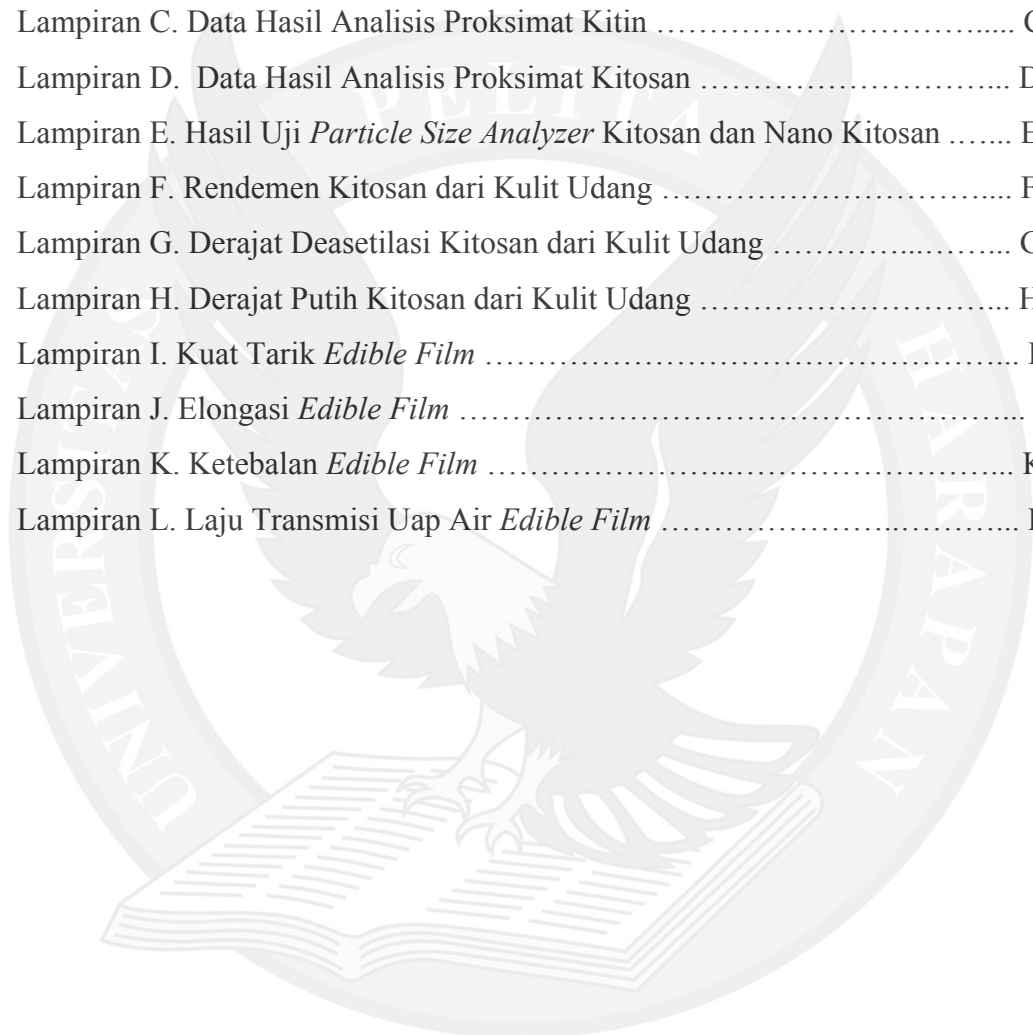 Lampiran C. Data Hasil Analisis Proksimat Kitin ………………………….....
Lampiran D. Data Hasil Analisis Proksimat Kitosan ………………………...
Lampiran E. Hasil Uji Particle Size Analyzer Kitosan dan Nano Kitosan …....
Lampiran F. Rendemen Kitosan dari Kulit Udang …………………………....
Lampiran G. Derajat Deasetilasi Kitosan dari Kulit Udang …………..……...
Lampiran H. Derajat Putih Kitosan dari Kulit Udang ………………………..
Lampiran I. Kuat Tarik Edible Film …………………………………………..
Lampiran J. Elongasi Edible Film ……………………………………………...
Lampiran K. Ketebalan Edible Film …………………...……………………...
Lampiran L. Laju Transmisi Uap Air Edible Film …………………..………...
UNIVERSITAS PELITA HARAPAN